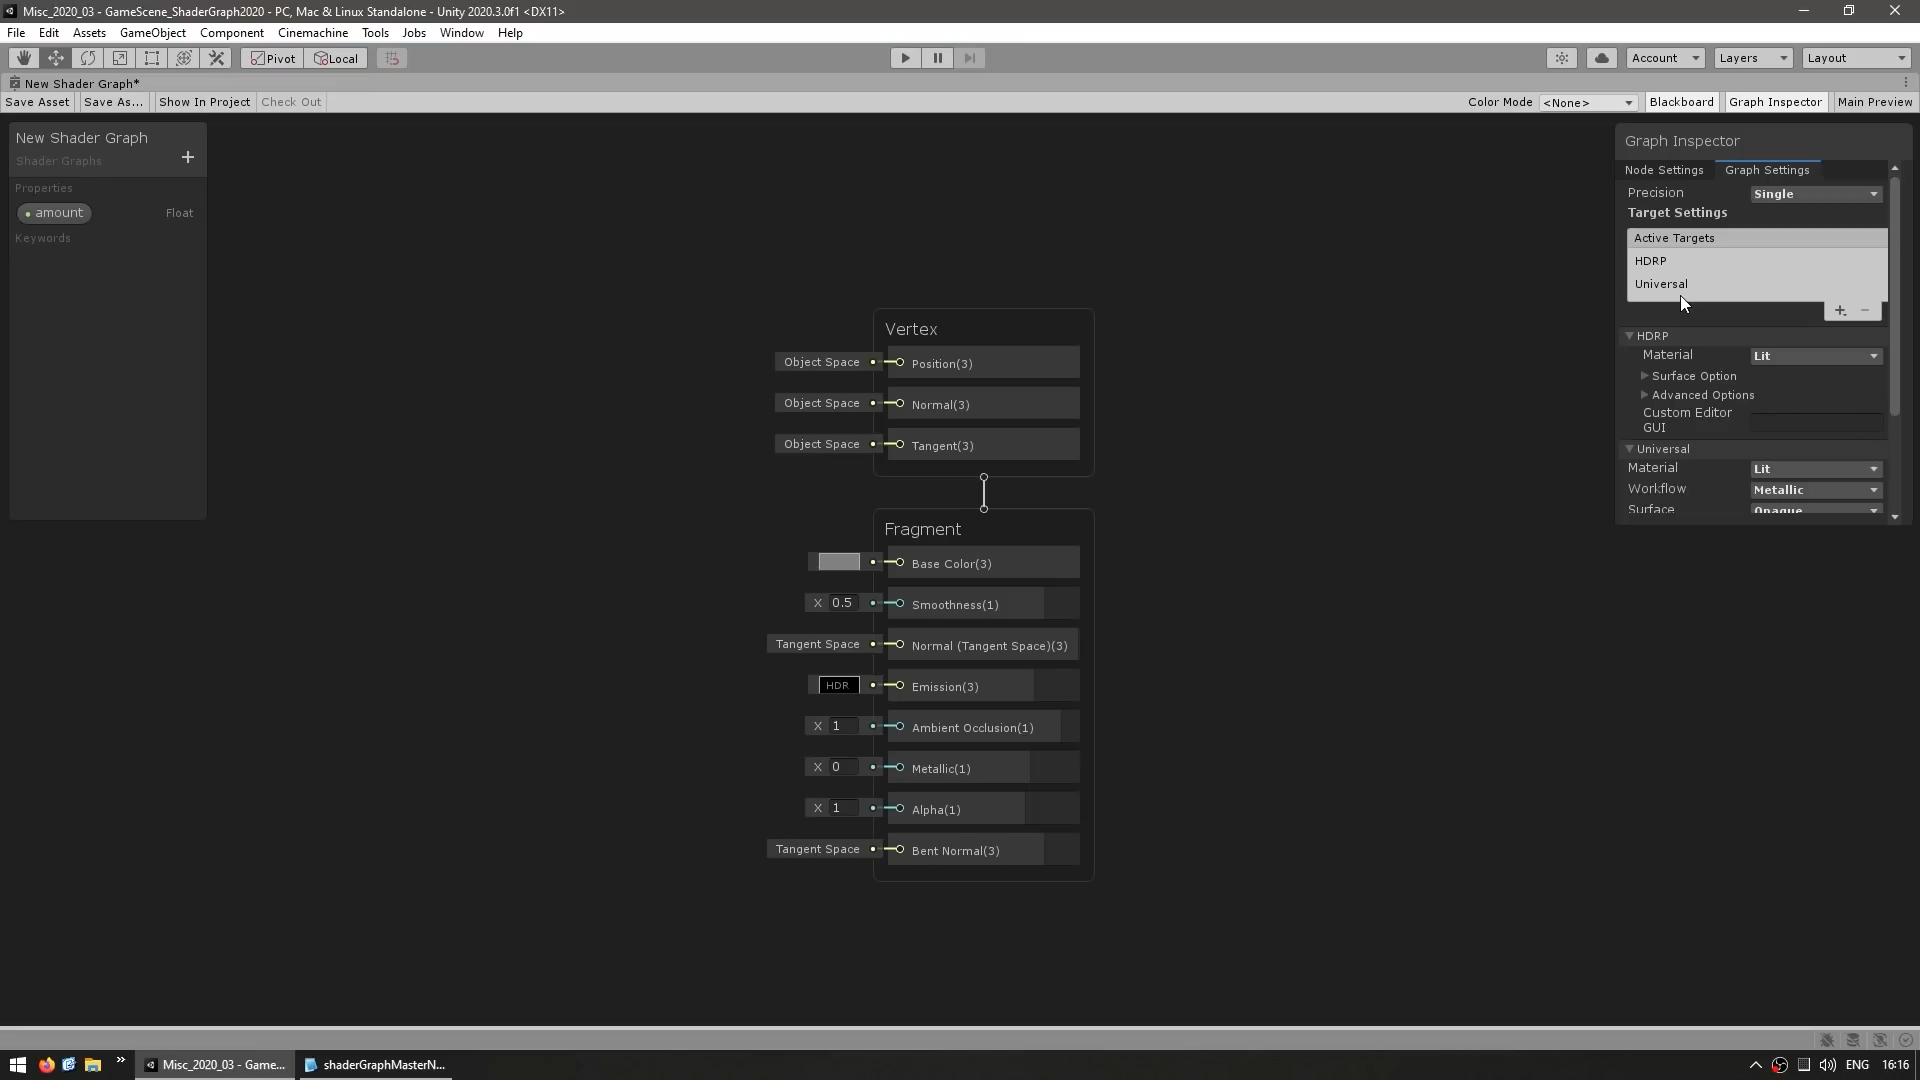 Misc_2020_03 - GameScene_ShaderGraph2020 - PC, Mac & Linux Standalone - Unity 2020.3.0f1 <DX11>
File Edit Assets GameObject Component Cinemachine Tools Jobs Window Help
Pivot Local Account Layers Layout
New Shader Graph*
Save Asset Save As... Show In Project Check Out Color Mode <None> Blackboard Graph Inspector Main Preview
New Shader Graph
Shader Graphs
Properties
amount Float
Keywords
Vertex
Object Space Position(3)
Object Space Normal(3)
Object Space Tangent(3)
Fragment
Base Color(3)
X 0.5 Smoothness(1)
Tangent Space Normal (Tangent Space)(3)
HDR Emission(3)
X 1 Ambient Occlusion(1)
X 0 Metallic(1)
X 1 Alpha(1)
Tangent Space Bent Normal(3)
Graph Inspector
Node Settings Graph Settings
Precision Single
Target Settings
Active Targets
HDRP
Universal
HDRP
Material Lit
Surface Option
Advanced Options
Custom Editor
GUI
Universal
Material Lit
Workflow Metallic
Surface Opaque
Misc_2020_03 - Game... shaderGraphMasterN... ENG 16:16